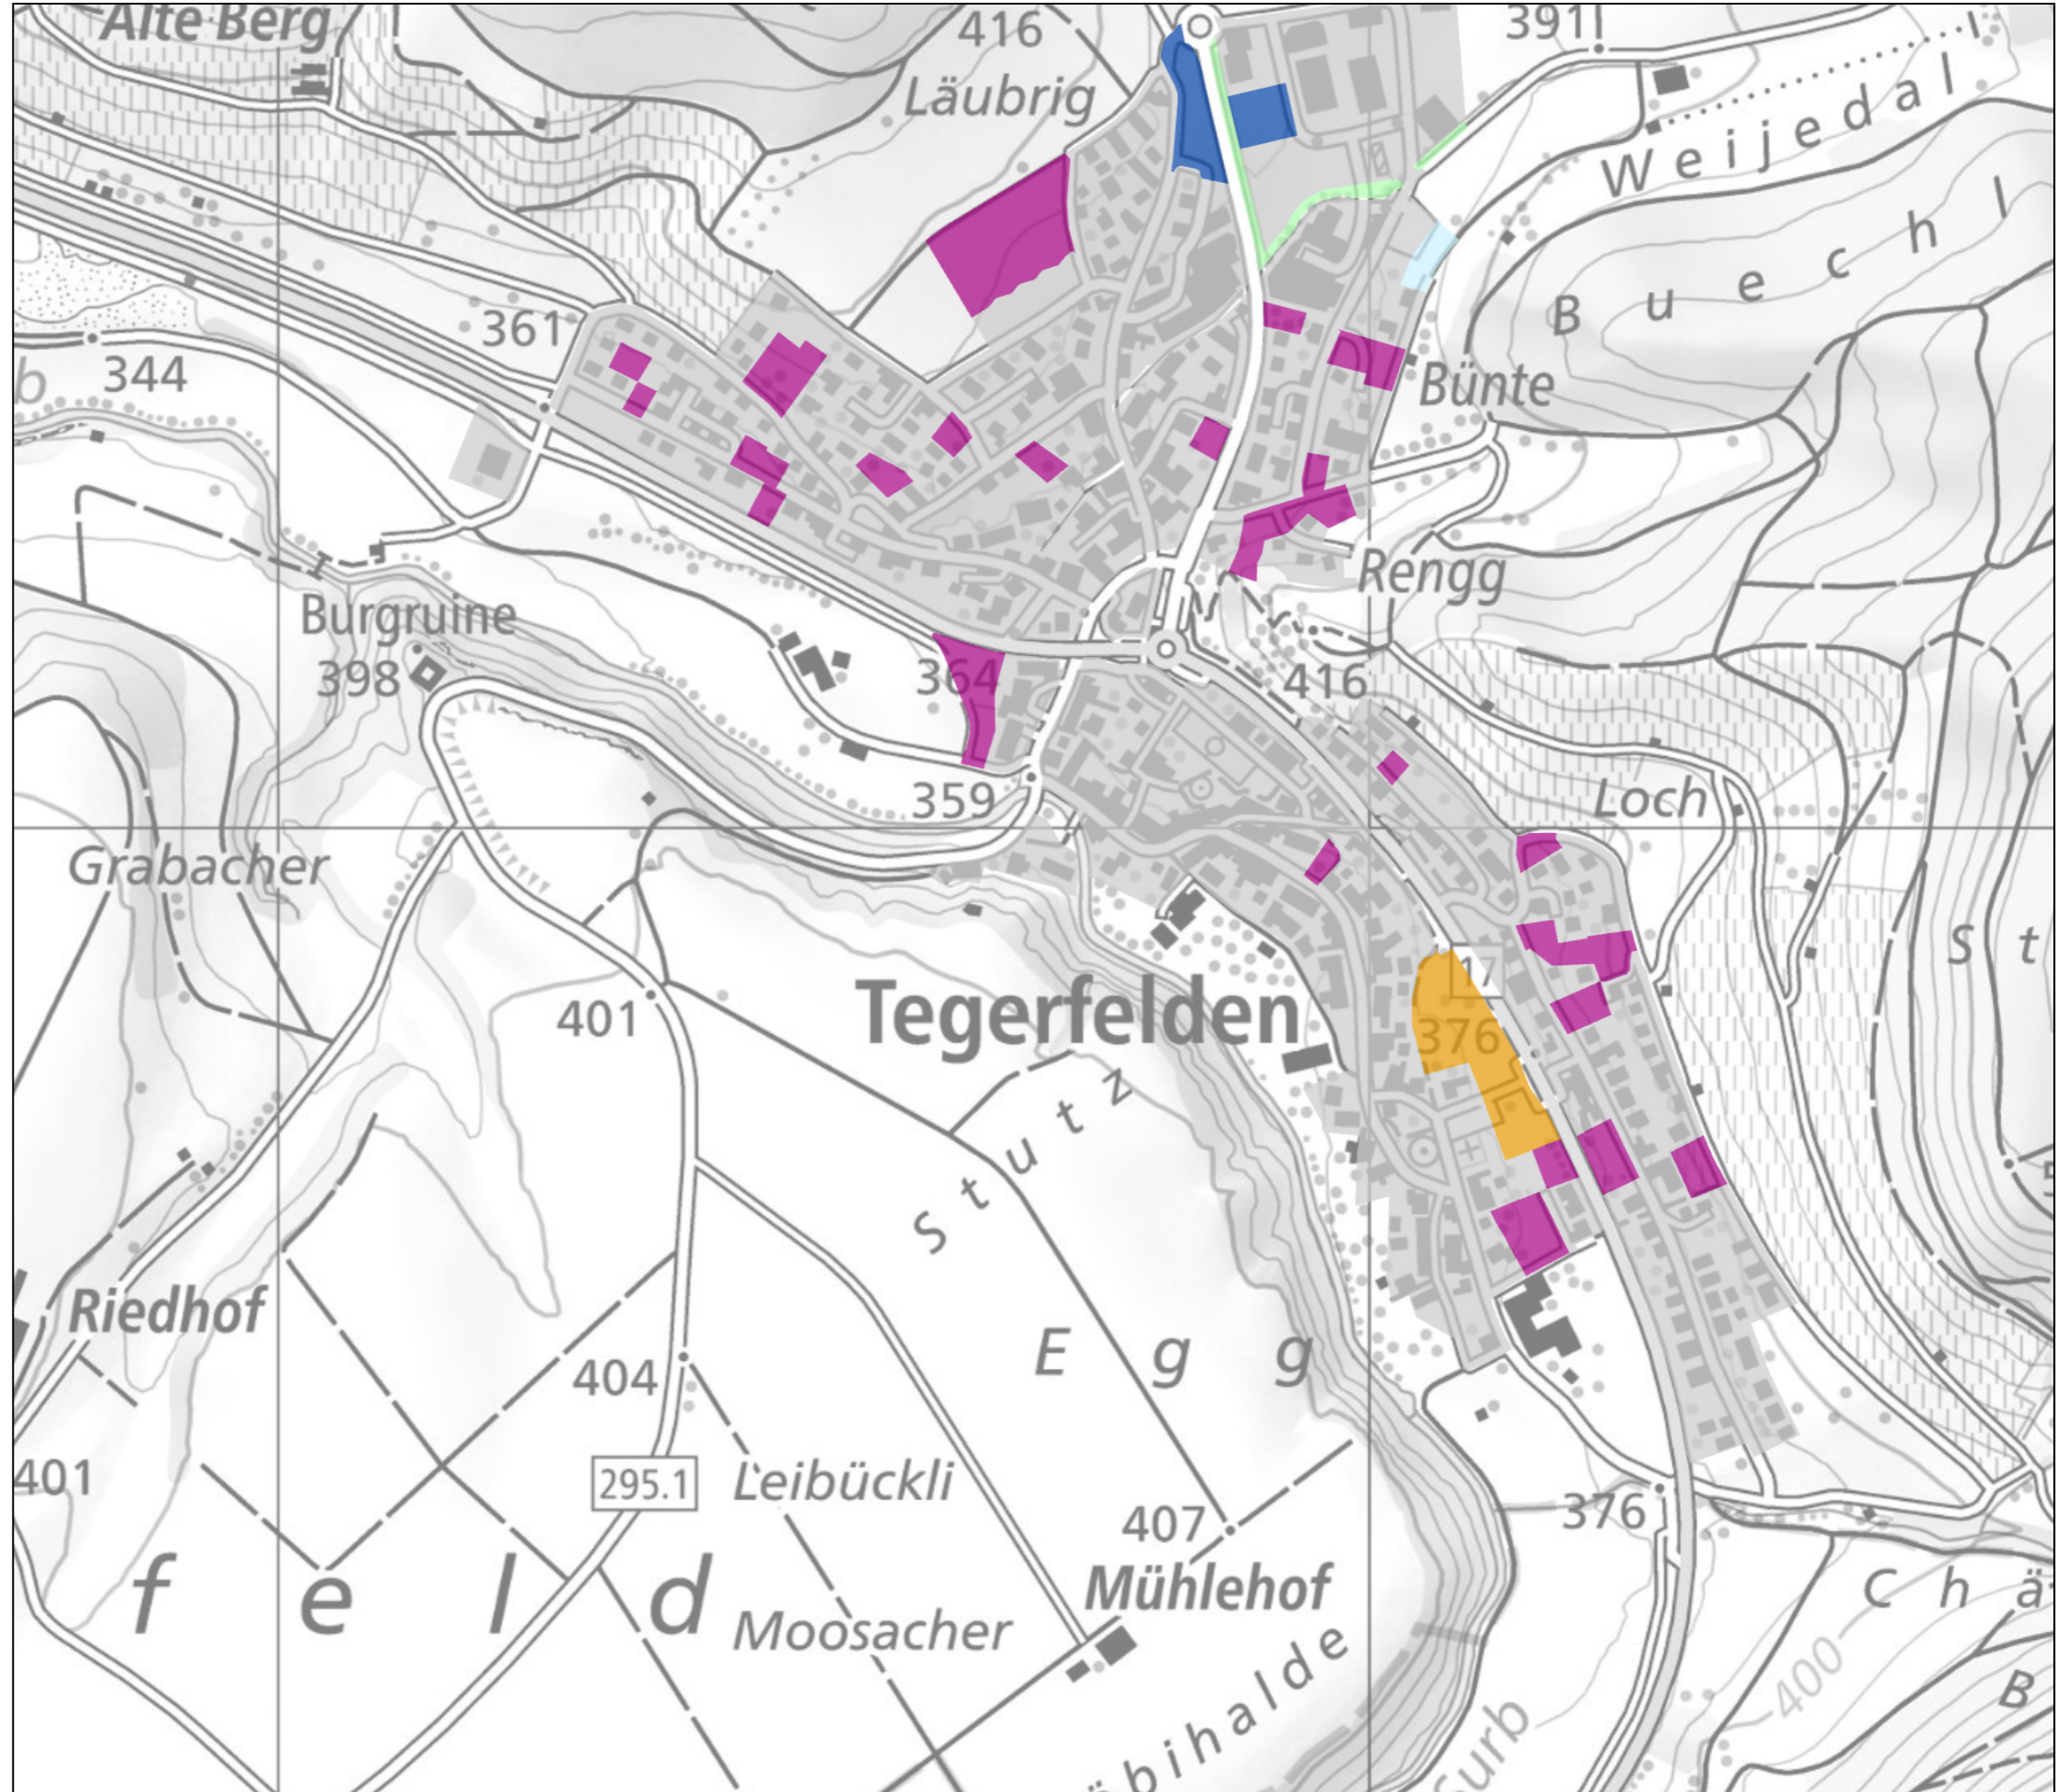 Alte Berg
416
391
Läubrig
Weijedal
Buechl
361
344
b
Bünte
Rengg
Burgruine
398
364
416
359
Loch
Grabacher
17
St
Tegerfelden
401
376
Stutz
Riedhof
Egg
404
401
295.1
Leibückli
407
376
Mühlehof
feld
Chä
Moosacher
öbihalde
400
B
Surb